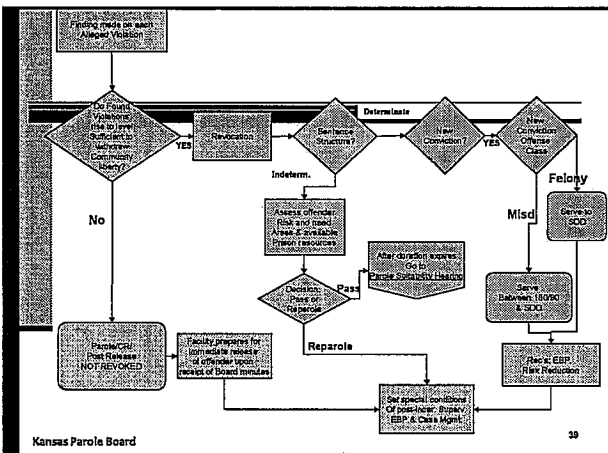 Finding made on each
Alleged Violation
Do Found
Violations
rise to level
Sufficient to
withdraw
Community
liberty?
YES
Revocation
Sentence
Structure?
Determinate
New
Conviction?
YES
New
Conviction
Offense
Class
Indeterm.
No
Misd
Felony
Assess offender
Risk and need
Areas & available
Prison resources
After duration expires
Go to
Parole Suitability Hearing
Serve to
SDD
Decision:
Pass or
Reparole
Pass
Serve
Between: 180/90
& SDD
Reparole
Parole/CR/
Post Release
NOT REVOKED
Faculty prepares for
immediate release
of offender upon
receipt of Board minutes
EBP
Risk Reduction
Set special conditions
Of post-incar. Superv.
EBP & Case Mgmt
Kansas Parole Board
39